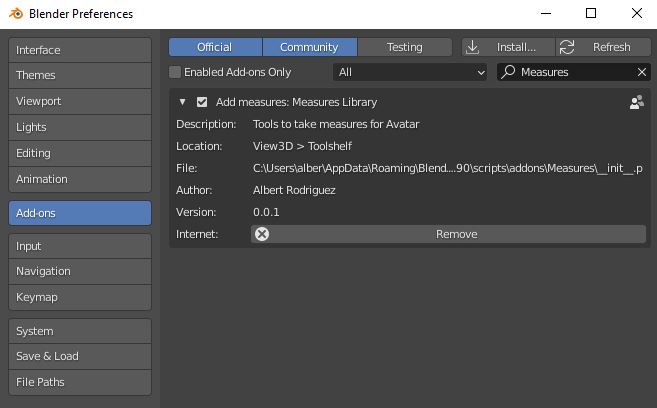 Blender Preferences
Interface
Themes
Viewport
Lights
Editing
Animation
Add-ons
Input
Navigation
Keymap
System
Save & Load
File Paths
Official Community Testing Install... Refresh
Enabled Add-ons Only All Measures
Add measures: Measures Library
Description: Tools to take measures for Avatar
Location: View3D > Toolshelf
File: C:\Users\alber\AppData\Roaming\Blend....90\scripts\addons\Measures\__init__.p
Author: Albert Rodriguez
Version: 0.0.1
Internet: Remove